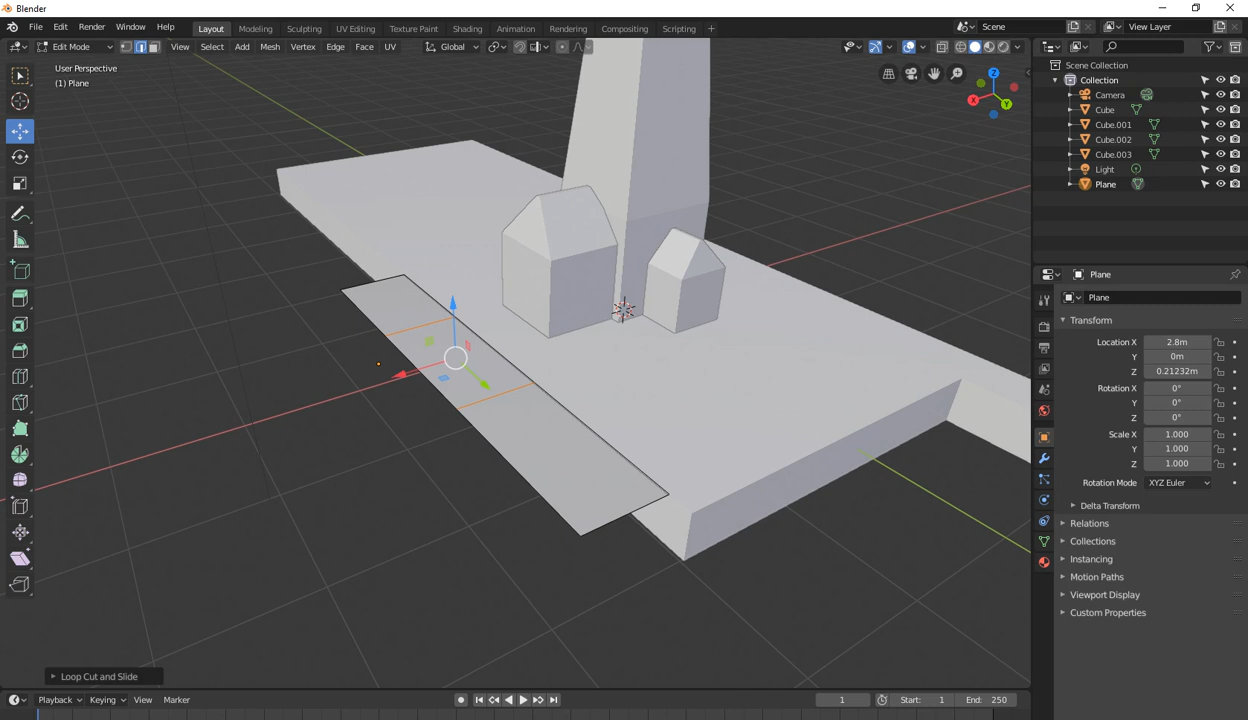 Blender
File Edit Render Window Help
Layout Modeling Sculpting UV Editing Texture Paint Shading Animation Rendering Compositing Scripting +
Scene
View Layer
Edit Mode
View Select Add Mesh Vertex Edge Face UV
Global
User Perspective
(1) Plane
Z
X
Y
Scene Collection
Collection
Camera
Cube
Cube.001
Cube.002
Cube.003
Light
Plane
Plane
Plane
Transform
Location X 2.8m
Y 0m
Z 0.21232m
Rotation X 0°
Y 0°
Z 0°
Scale X 1.000
Y 1.000
Z 1.000
Rotation Mode XYZ Euler
Delta Transform
Relations
Collections
Instancing
Motion Paths
Viewport Display
Custom Properties
Loop Cut and Slide
Playback Keying View Marker
1 Start: 1 End: 250